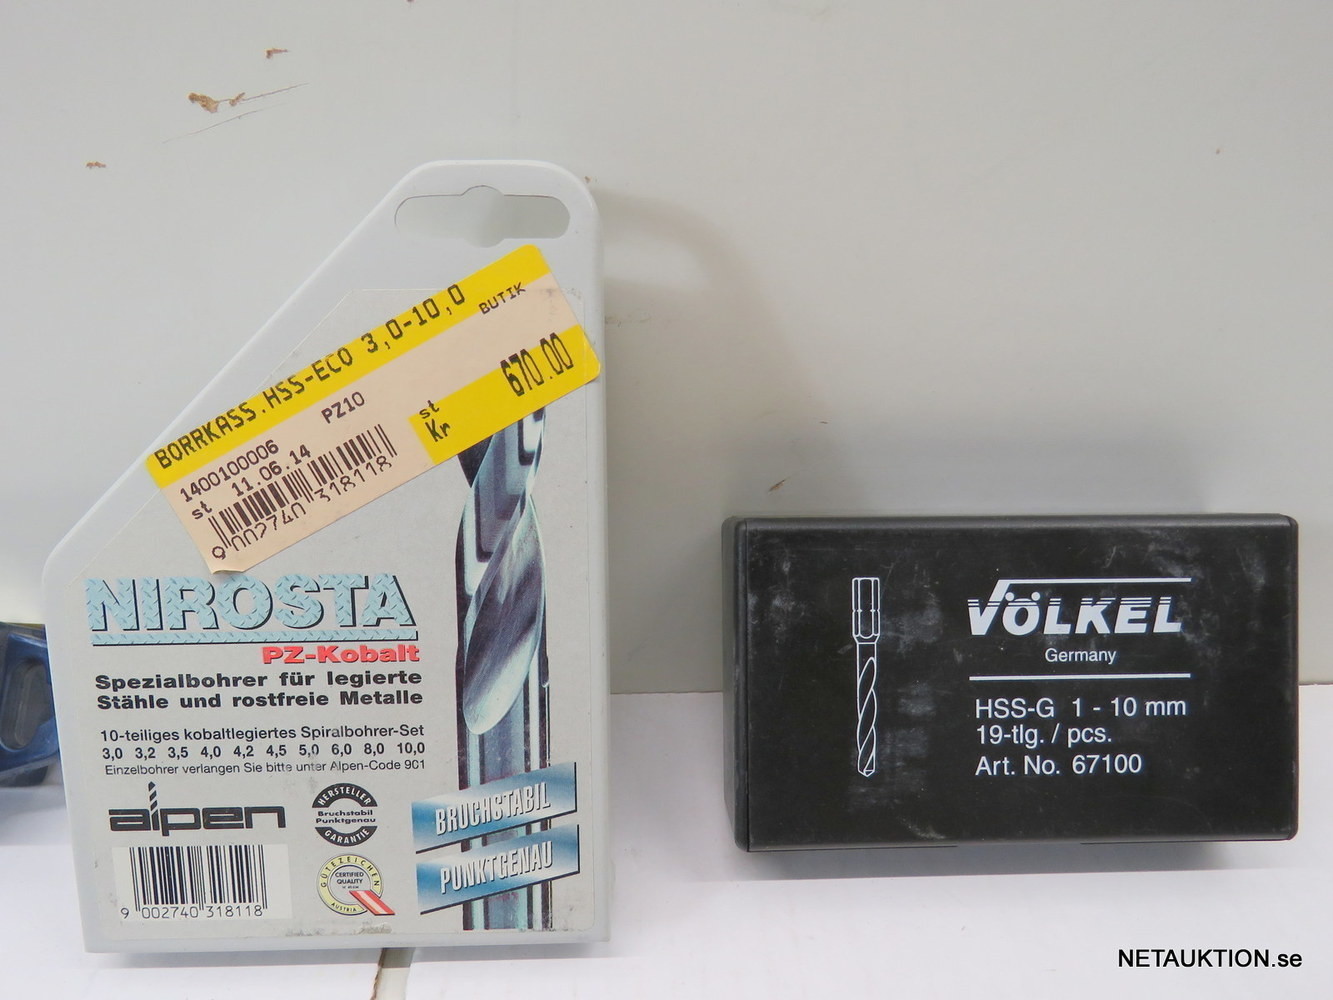 BORRKASS.HSS-ECO 3,0-10,0
BUTIK
PZ10
1400100006
st 11.06.14
9 002740 318118
st
Kr 670.00
NIROSTA
PZ-Kobalt
Spezialbohrer für legierte
Stähle und rostfreie Metalle
10-teiliges kobaltlegiertes Spiralbohrer-Set
3,0 3,2 3,5 4,0 4,2 4,5 5,0 6,0 8,0 10,0
Einzelbohrer verlangen Sie bitte unter Alpen-Code 901
alpen
HERSTELLER
Bruchstabil
Punktgenau
GARANTIE
GÜTEZEICHEN
CERTIFIED
QUALITY
AUSTRIA
BRUCHSTABIL
PUNKTGENAU
9 002740 318118
VÖLKEL
Germany
HSS-G 1 - 10 mm
19-tlg. / pcs.
Art. No. 67100
NETAUKTION.se